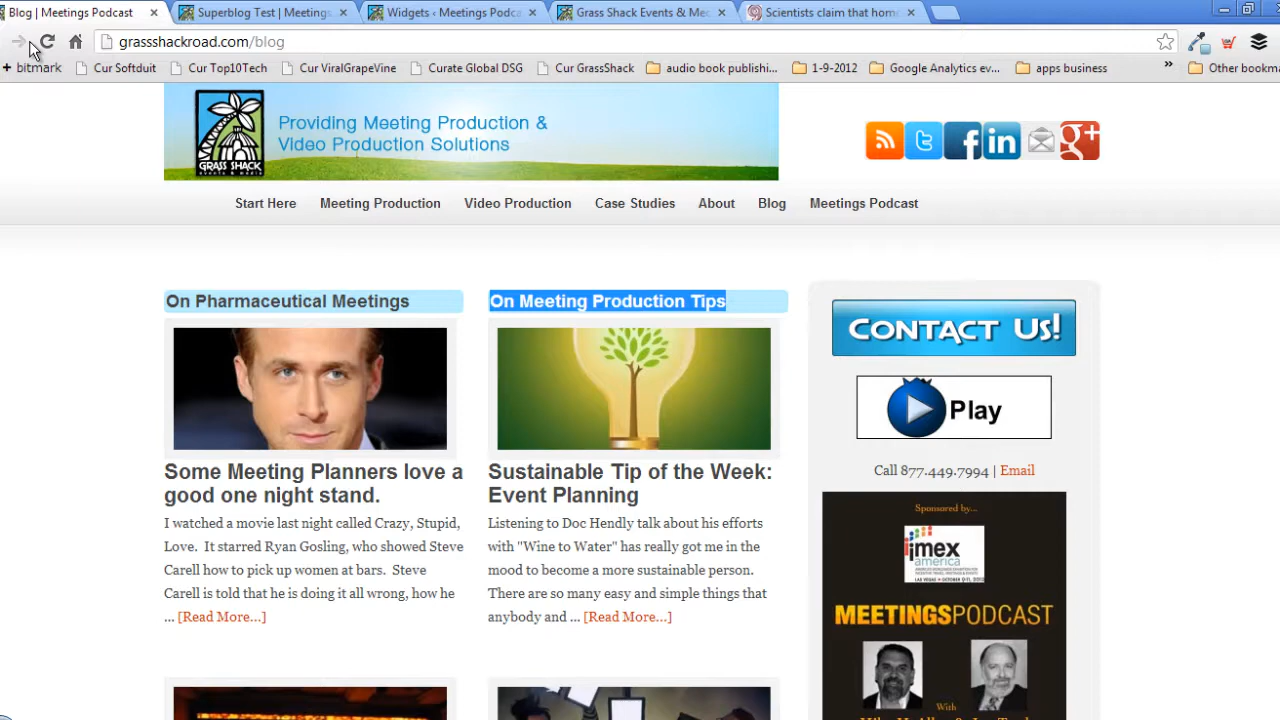 Blog | Meetings Podcast
Superblog Test | Meetings
Widgets ‹ Meetings Podca
Grass Shack Events & Med
Scientists claim that hom
grassshackroad.com/blog
+ bitmark
Cur Softduit
Cur Top10Tech
Cur ViralGrapeVine
Curate Global DSG
Cur GrassShack
audio book publishi...
1-9-2012
Google Analytics ev...
apps business
»
Other bookma
GRASS SHACK
EVENTS & MEDIA
Providing Meeting Production &
Video Production Solutions
Start Here
Meeting Production
Video Production
Case Studies
About
Blog
Meetings Podcast
On Pharmaceutical Meetings
Some Meeting Planners love a
good one night stand.
I watched a movie last night called Crazy, Stupid,
Love. It starred Ryan Gosling, who showed Steve
Carell how to pick up women at bars. Steve
Carell is told that he is doing it all wrong, how he
... [Read More...]
On Meeting Production Tips
Sustainable Tip of the Week:
Event Planning
Listening to Doc Hendly talk about his efforts
with "Wine to Water" has really got me in the
mood to become a more sustainable person.
There are so many easy and simple things that
anybody and ... [Read More...]
CONTACT US!
Play
Call 877.449.7994 | Email
Sponsored by...
imex
america
MEETINGSPODCAST
With